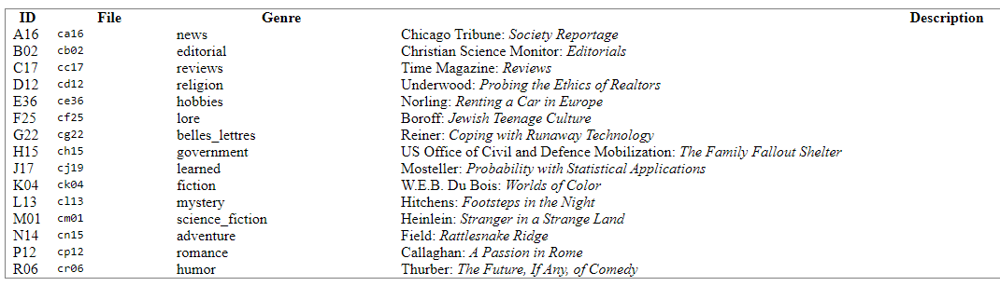 ID File Genre Description
A16 ca16 news Chicago Tribune: Society Reportage
B02 cb02 editorial Christian Science Monitor: Editorials
C17 cc17 reviews Time Magazine: Reviews
D12 cd12 religion Underwood: Probing the Ethics of Realtors
E36 ce36 hobbies Norling: Renting a Car in Europe
F25 cf25 lore Boroff: Jewish Teenage Culture
G22 cg22 belles_lettres Reiner: Coping with Runaway Technology
H15 ch15 government US Office of Civil and Defence Mobilization: The Family Fallout Shelter
J17 cj19 learned Mosteller: Probability with Statistical Applications
K04 ck04 fiction W.E.B. Du Bois: Worlds of Color
L13 cl13 mystery Hitchens: Footsteps in the Night
M01 cm01 science_fiction Heinlein: Stranger in a Strange Land
N14 cn15 adventure Field: Rattlesnake Ridge
P12 cp12 romance Callaghan: A Passion in Rome
R06 cr06 humor Thurber: The Future, If Any, of Comedy